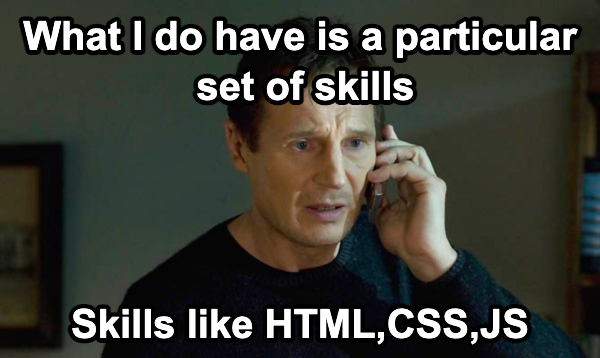 What I do have is a particular
set of skills
Skills like HTML,CSS,JS